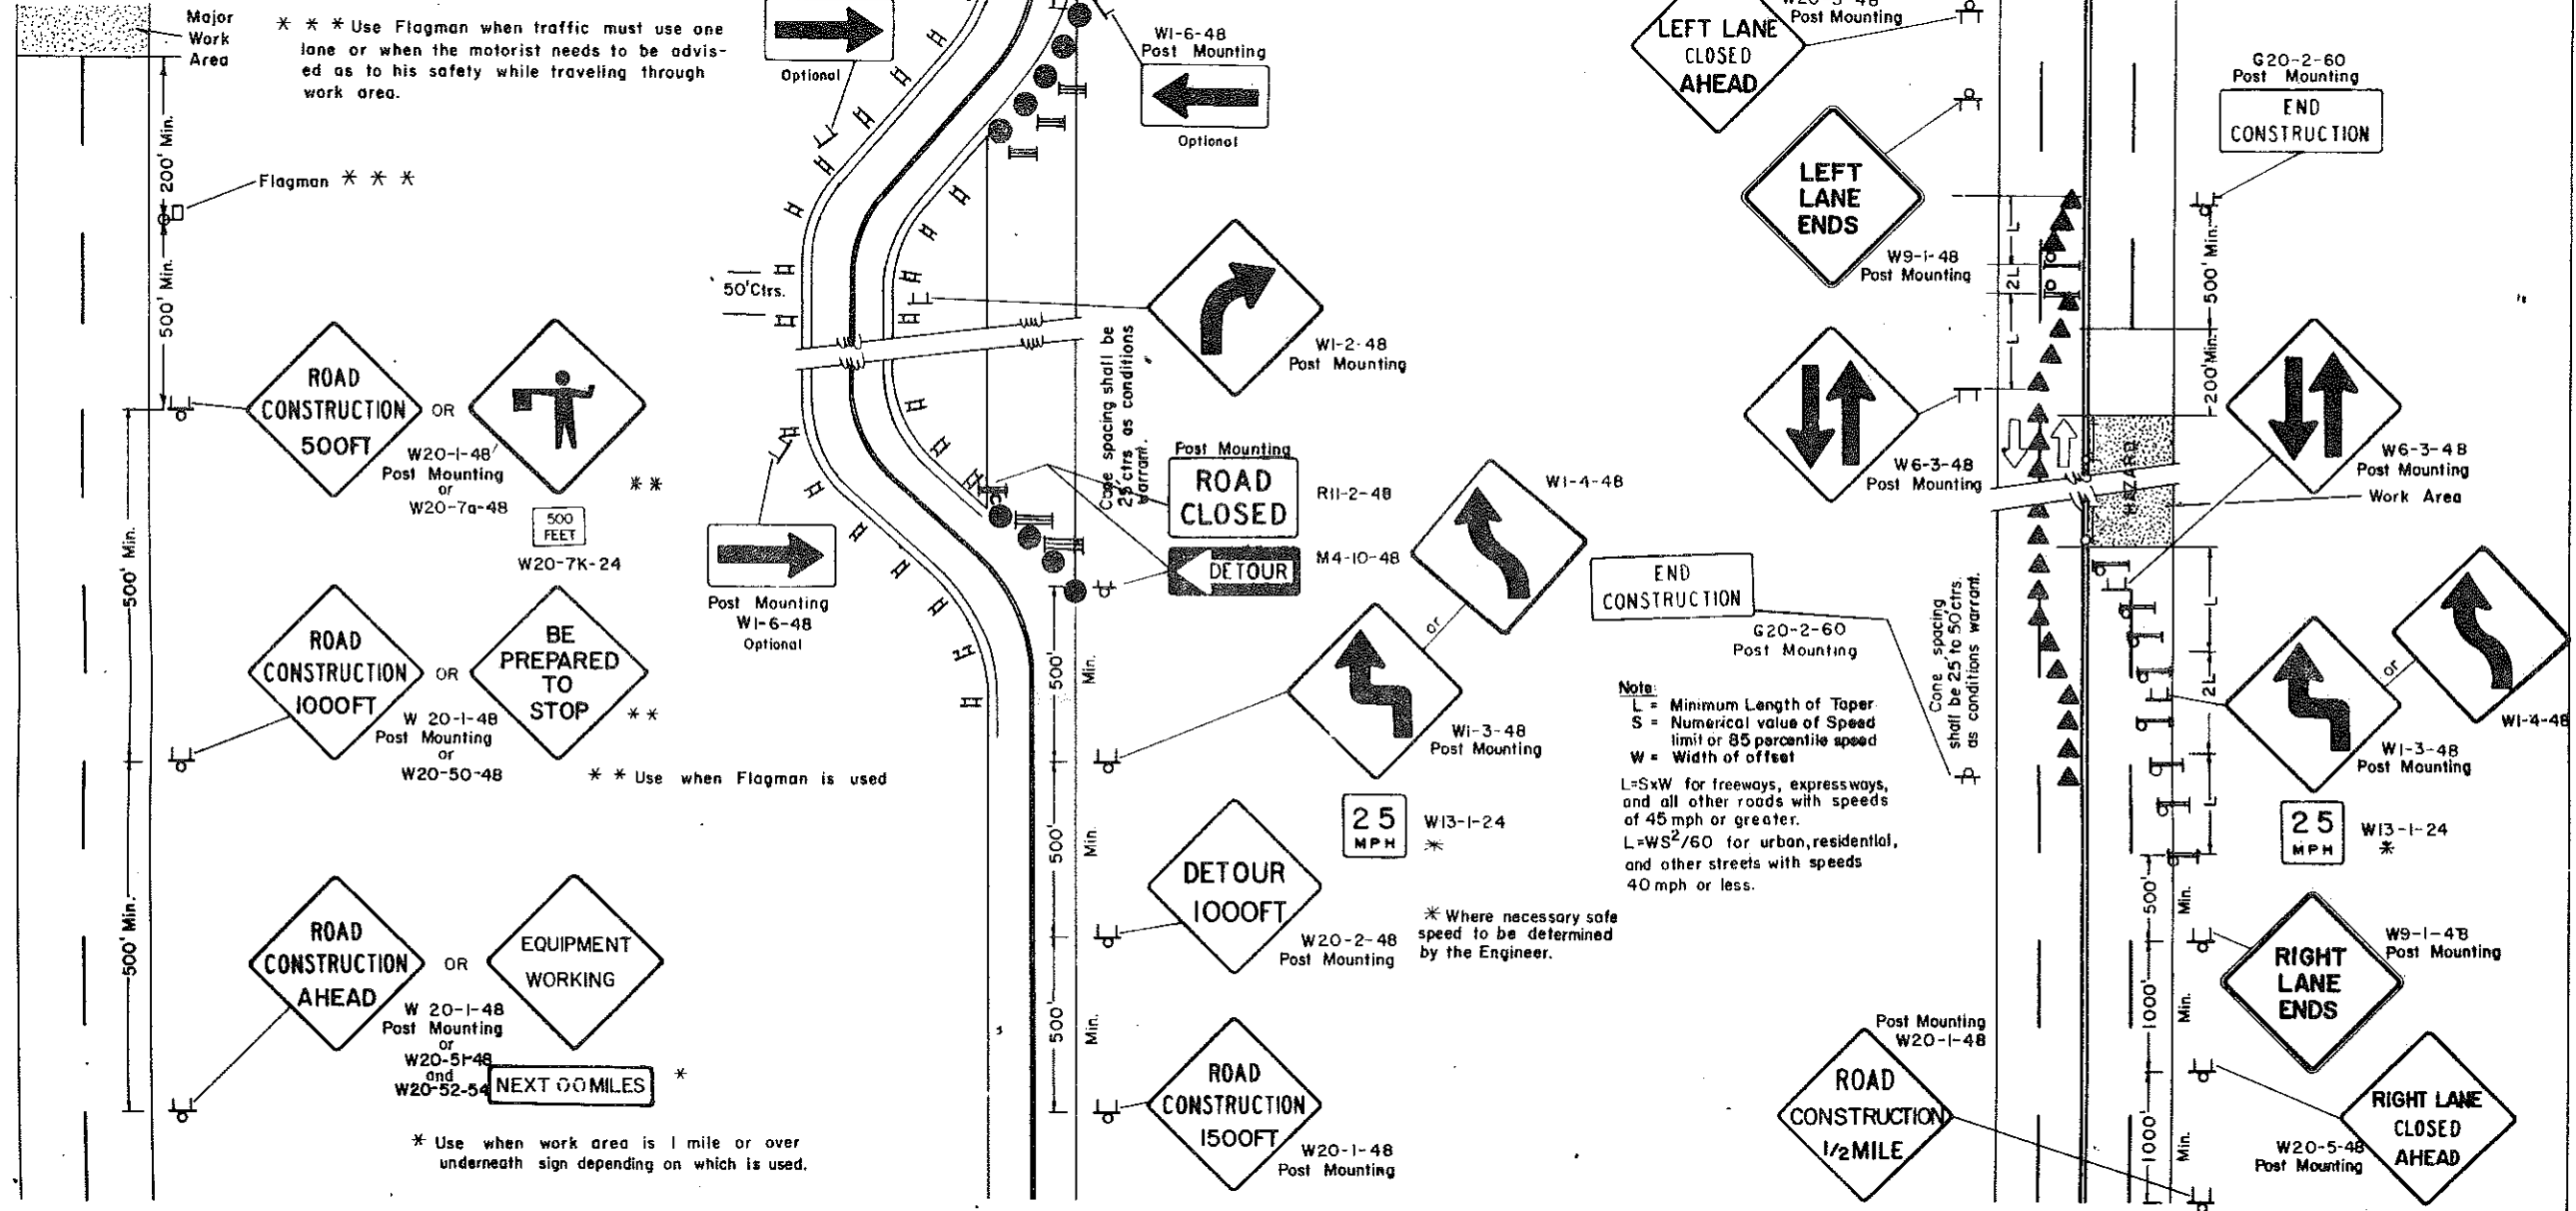 Major
Work
Area
* * * Use Flagman when traffic must use one
lane or when the motorist needs to be advis-
ed as to his safety while traveling through
work area.
200' Min.
Flagman * * *
500' Min.
ROAD
CONSTRUCTION
500FT
OR
W20-1-48
Post Mounting
or
W20-7a-48
* *
500
FEET
W20-7K-24
500' Min.
ROAD
CONSTRUCTION
1000FT
OR
BE
PREPARED
TO
STOP
W 20-1-48
Post Mounting
or
W20-50-48
* *
* * Use when Flagman is used
500' Min.
ROAD
CONSTRUCTION
AHEAD
OR
EQUIPMENT
WORKING
W 20-1-48
Post Mounting
or
W20-51-48
and
W20-52-54
NEXT 00 MILES
*
* Use when work area is 1 mile or over
underneath sign depending on which is used.
Optional
W1-6-48
Post Mounting
Optional
50' Ctrs.
W1-2-48
Post Mounting
Cone spacing shall be
25' ctrs as conditions
warrant.
Post Mounting
ROAD
CLOSED
R11-2-48
DETOUR
M4-10-48
Post Mounting
W1-6-48
Optional
W1-4-48
or
W1-3-48
Post Mounting
25
MPH
W13-1-24
*
500'
Min.
DETOUR
1000FT
W20-2-48
Post Mounting
* Where necessary safe
speed to be determined
by the Engineer.
500'
Min.
ROAD
CONSTRUCTION
1500FT
W20-1-48
Post Mounting
500'
Min.
W20-5-48
Post Mounting
LEFT LANE
CLOSED
AHEAD
LEFT
LANE
ENDS
W9-1-48
Post Mounting
W6-3-48
Post Mounting
END
CONSTRUCTION
G20-2-60
Post Mounting
Note:
L = Minimum Length of Taper
S = Numerical value of Speed
limit or 85 percentile speed
W = Width of offset
L=SxW for freeways, expressways,
and all other roads with speeds
of 45 mph or greater.
L=WS²/60 for urban, residential,
and other streets with speeds
40 mph or less.
Cone spacing
shall be 25' to 50' ctrs.
as conditions warrant.
Post Mounting
W20-1-48
ROAD
CONSTRUCTION
1/2 MILE
G20-2-60
Post Mounting
END
CONSTRUCTION
L
2L
L
500' Min.
200' Min.
HAZARD
W6-3-48
Post Mounting
Work Area
L
2L
L
or
W1-4-48
W1-3-48
Post Mounting
25
MPH
W13-1-24
*
500'
Min.
W9-1-48
Post Mounting
RIGHT
LANE
ENDS
1000'
Min.
RIGHT LANE
CLOSED
AHEAD
W20-5-48
Post Mounting
1000'
Min.